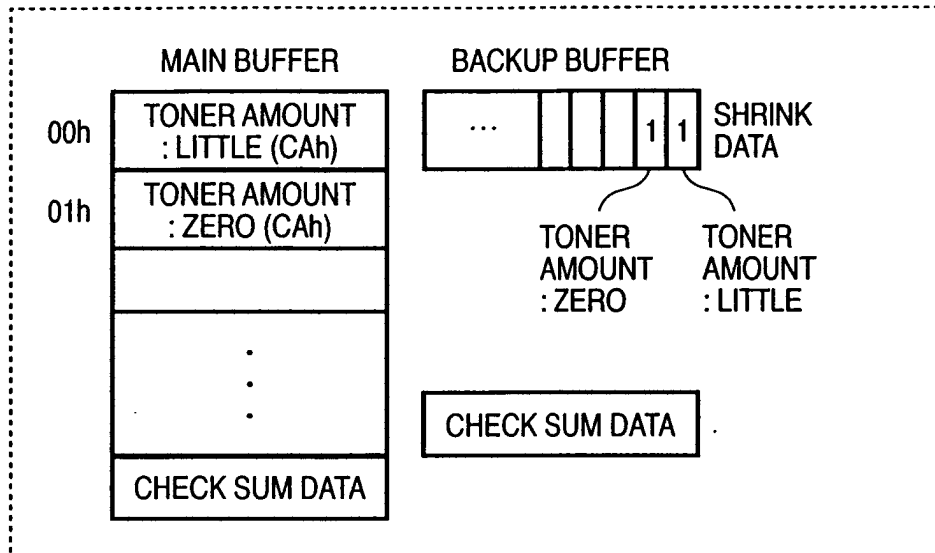 MAIN BUFFER
BACKUP BUFFER
00h
TONER AMOUNT
: LITTLE (CAh)
01h
TONER AMOUNT
: ZERO (CAh)
.
.
.
CHECK SUM DATA
...
1
1
SHRINK
DATA
TONER
AMOUNT
: ZERO
TONER
AMOUNT
: LITTLE
CHECK SUM DATA